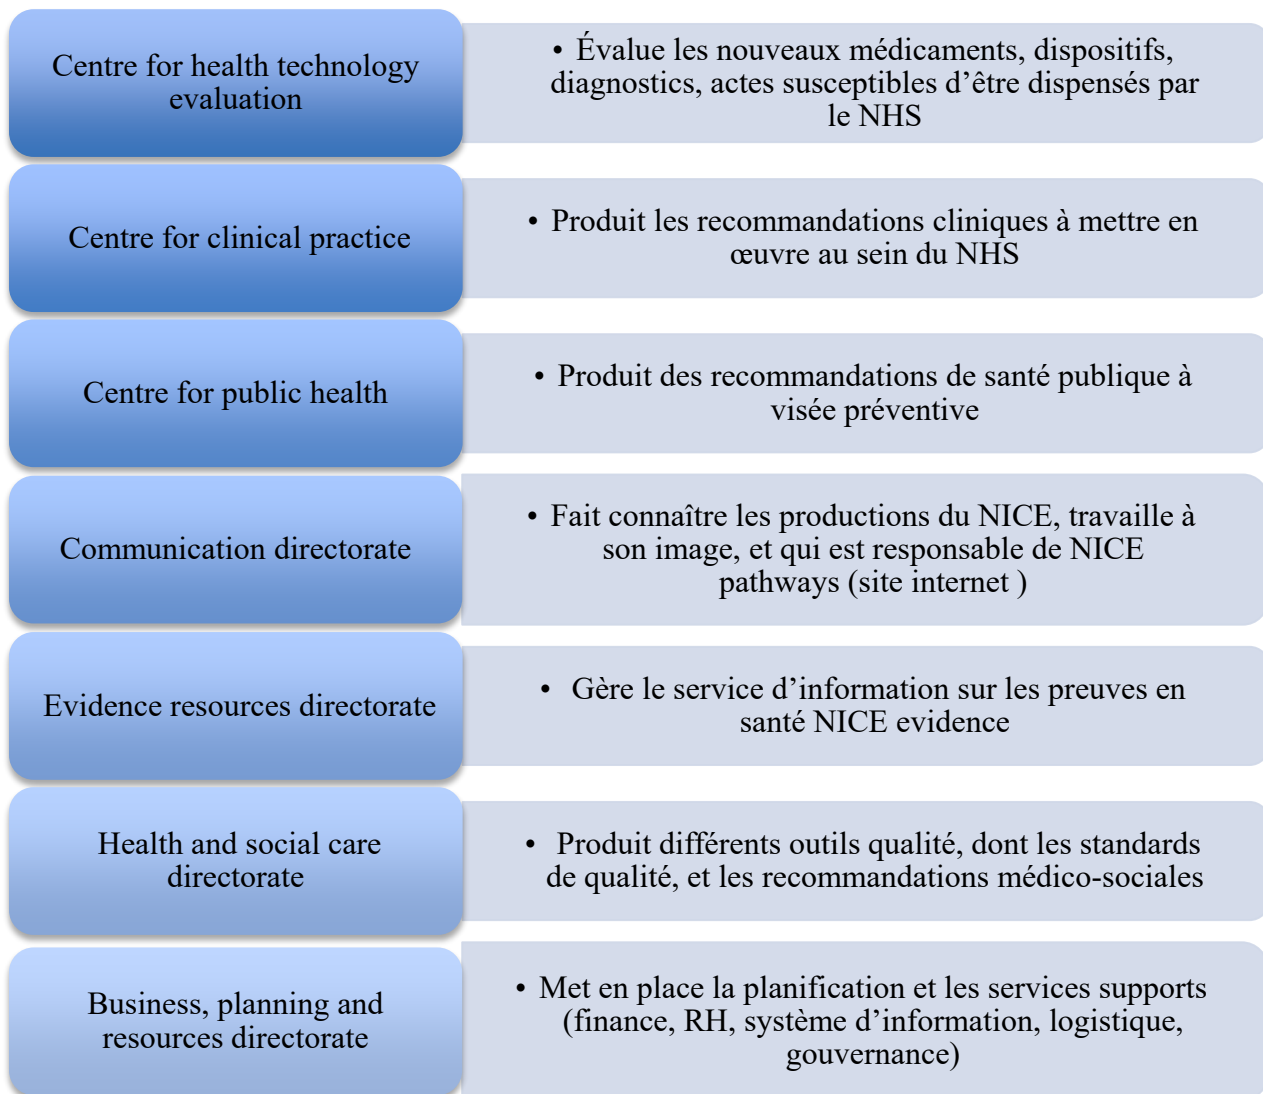 Centre for health technology
evaluation
• Évalue les nouveaux médicaments, dispositifs,
diagnostics, actes susceptibles d’être dispensés par
le NHS
Centre for clinical practice
• Produit les recommandations cliniques à mettre en
œuvre au sein du NHS
Centre for public health
• Produit des recommandations de santé publique à
visée préventive
Communication directorate
• Fait connaître les productions du NICE, travaille à
son image, et qui est responsable de NICE
pathways (site internet )
Evidence resources directorate
• Gère le service d’information sur les preuves en
santé NICE evidence
Health and social care
directorate
• Produit différents outils qualité, dont les standards
de qualité, et les recommandations médico-sociales
Business, planning and
resources directorate
• Met en place la planification et les services supports
(finance, RH, système d’information, logistique,
gouvernance)